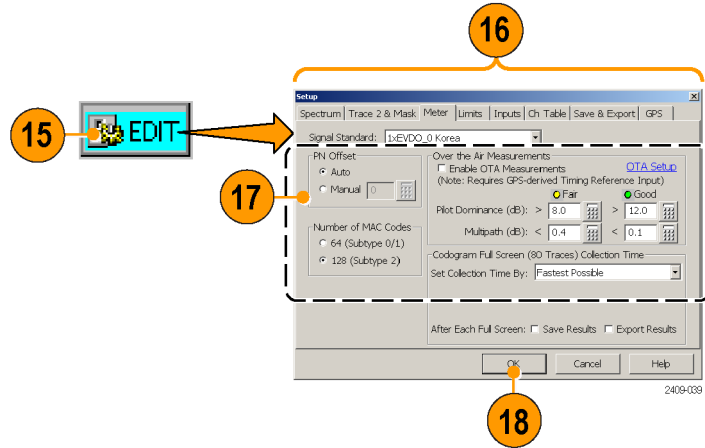 16
15
EDIT
Setup
Spectrum Trace 2 & Mask Meter Limits Inputs Ch Table Save & Export GPS
Signal Standard: 1xEVDO_0 Korea
17
PN Offset
Auto
Manual 0
Number of MAC Codes
64 (Subtype 0/1)
128 (Subtype 2)
Over the Air Measurements
Enable OTA Measurements OTA Setup
(Note: Requires GPS-derived Timing Reference Input)
Fair Good
Pilot Dominance (dB): > 8.0 > 12.0
Multipath (dB): < 0.4 < 0.1
Codogram Full Screen (80 Traces) Collection Time
Set Collection Time By: Fastest Possible
After Each Full Screen: Save Results Export Results
OK Cancel Help
2409-039
18